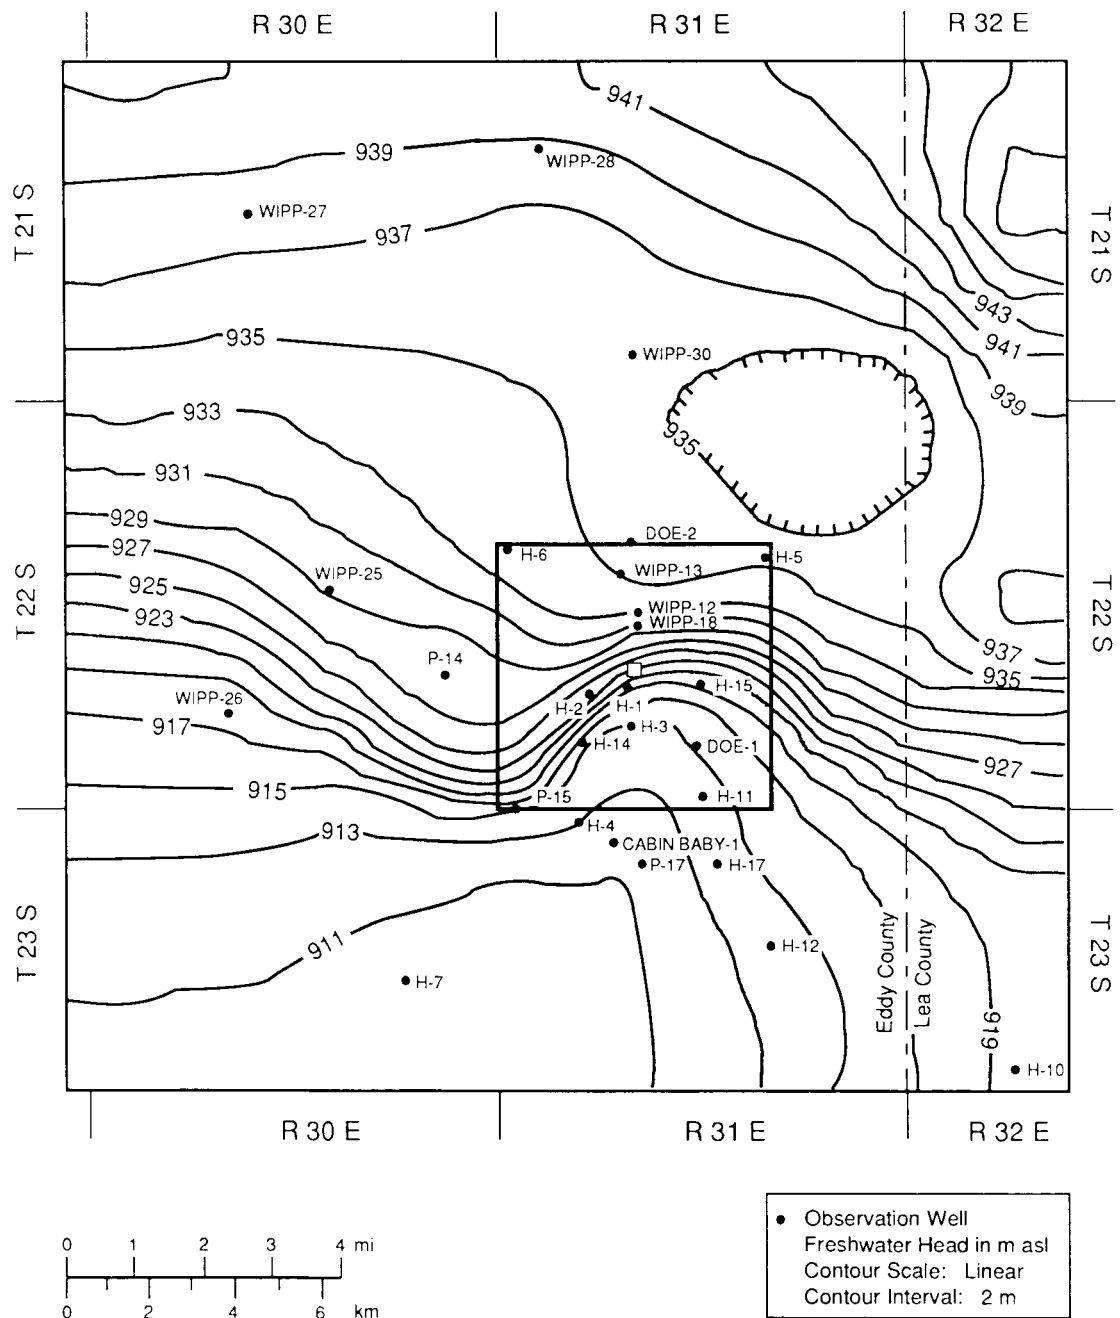 R 30 E
R 31 E
R 32 E
T 21 S
T 21 S
941
939
WIPP-28
WIPP-27
937
943
941
935
WIPP-30
939
933
935
931
929
DOE-2
927
H-6
H-5
WIPP-25
WIPP-13
T 22 S
T 22 S
925
923
WIPP-12
WIPP-18
P-14
937
935
WIPP-26
H-15
H-2
H-1
917
H-3
H-14
DOE-1
927
915
P-15
H-11
913
H-4
CABIN BABY-1
P-17
H-17
T 23 S
T 23 S
911
H-12
H-7
Eddy County
Lea County
919
H-10
R 30 E
R 31 E
R 32 E
0 1 2 3 4 mi
0 2 4 6 km
Observation Well
Freshwater Head in m asl
Contour Scale: Linear
Contour Interval: 2 m